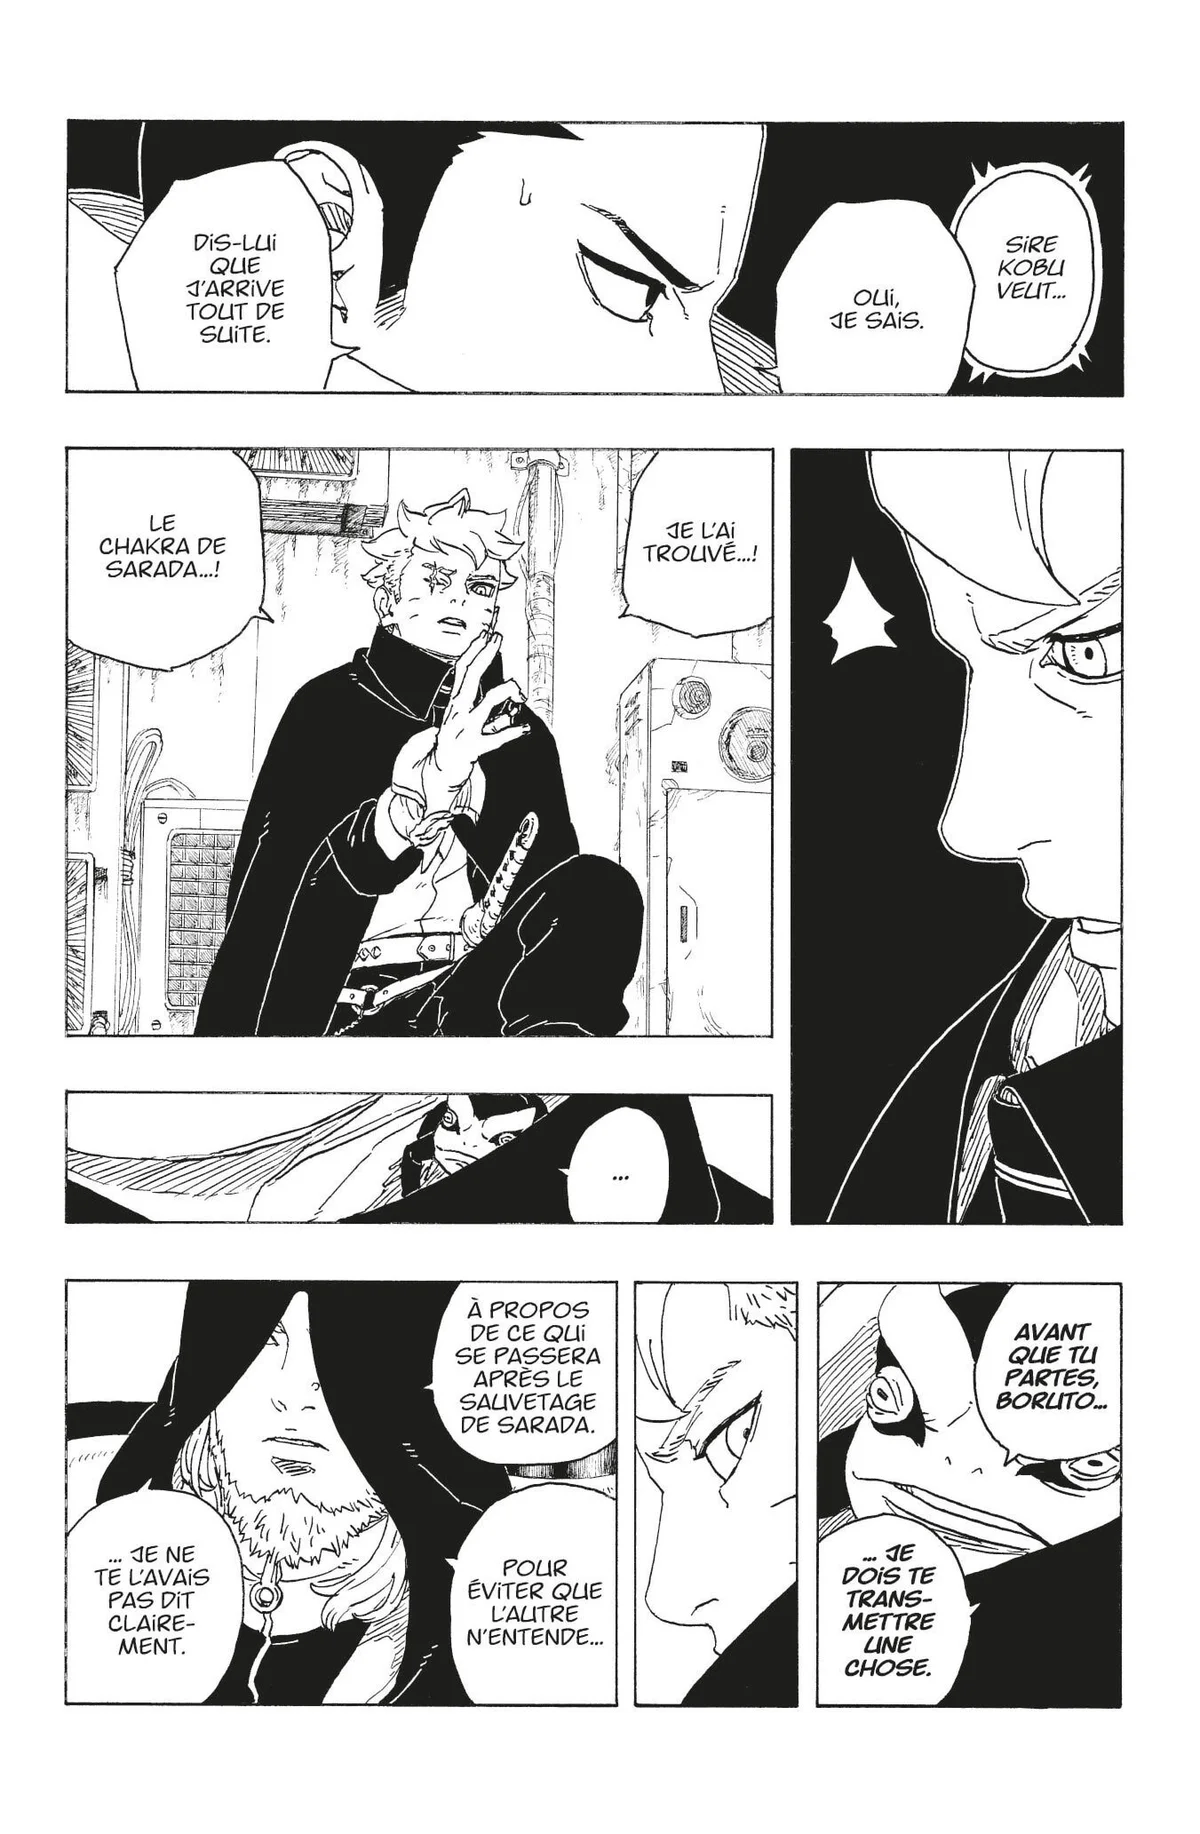 SIRE
KOBU
VEUT...
OUI,
JE SAIS.
DIS-LUI
QUE
J'ARRIVE
TOUT DE
SUITE.
JE L'AI
TROUVÉ...!
LE
CHAKRA DE
SARADA...!
...
AVANT
QUE TU
PARTES,
BORUTO...
... JE
DOIS TE
TRANS-
METTRE
UNE
CHOSE.
À PROPOS
DE CE QUI
SE PASSERA
APRÈS LE
SAUVETAGE
DE SARADA.
POUR
ÉVITER QUE
L'AUTRE
N'ENTENDE...
... JE NE
TE L'AVAIS
PAS DIT
CLAIRE-
MENT.